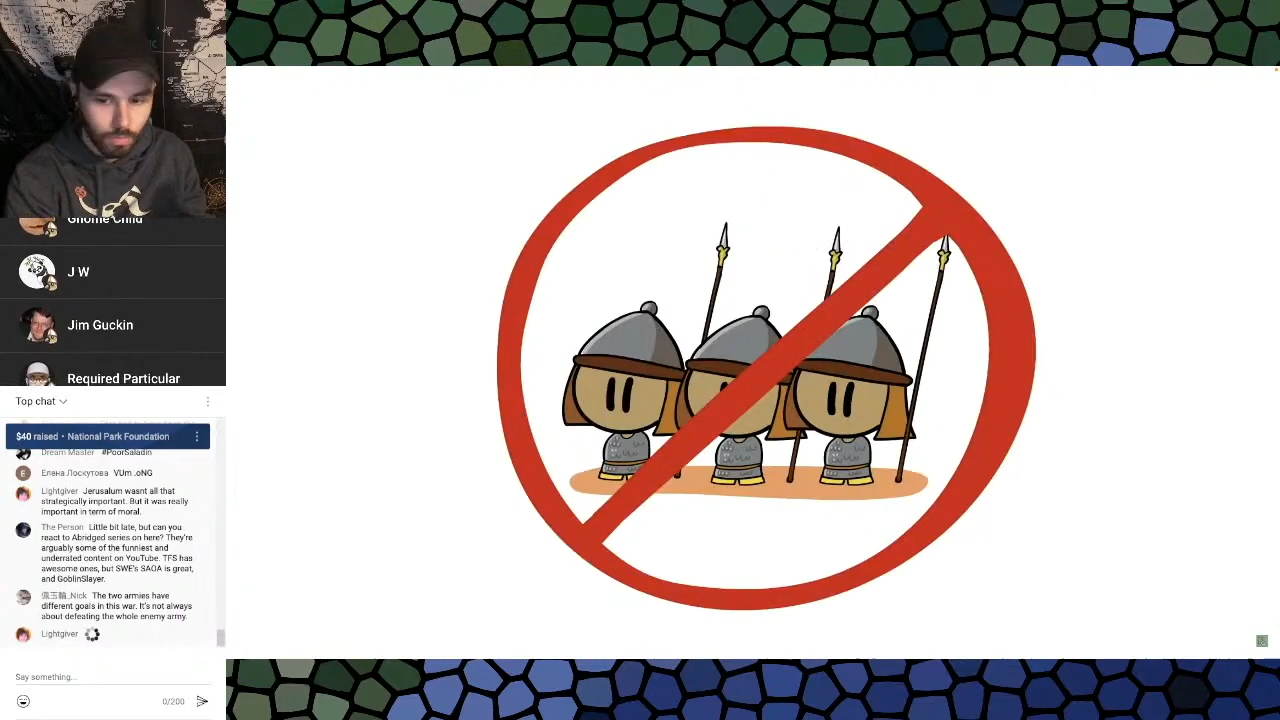 USA
Gnome Child
J W
Jim Guckin
Required Particular
Top chat
$40 raised • National Park Foundation
Dream Master #PoorSaladin
Елена Лоскутова VUm .oNG
Lightgiver Jerusalum wasnt all that
strategically important. But it was really
important in term of moral.
The Person Little bit late, but can you
react to Abridged series on here? They're
arguably some of the funniest and
underrated content on YouTube. TFS has
awesome ones, but SWE's SAOA is great,
and GoblinSlayer.
_Nick The two armies have
different goals in this war. It's not always
about defeating the whole enemy army.
Lightgiver
Say something...
0/200